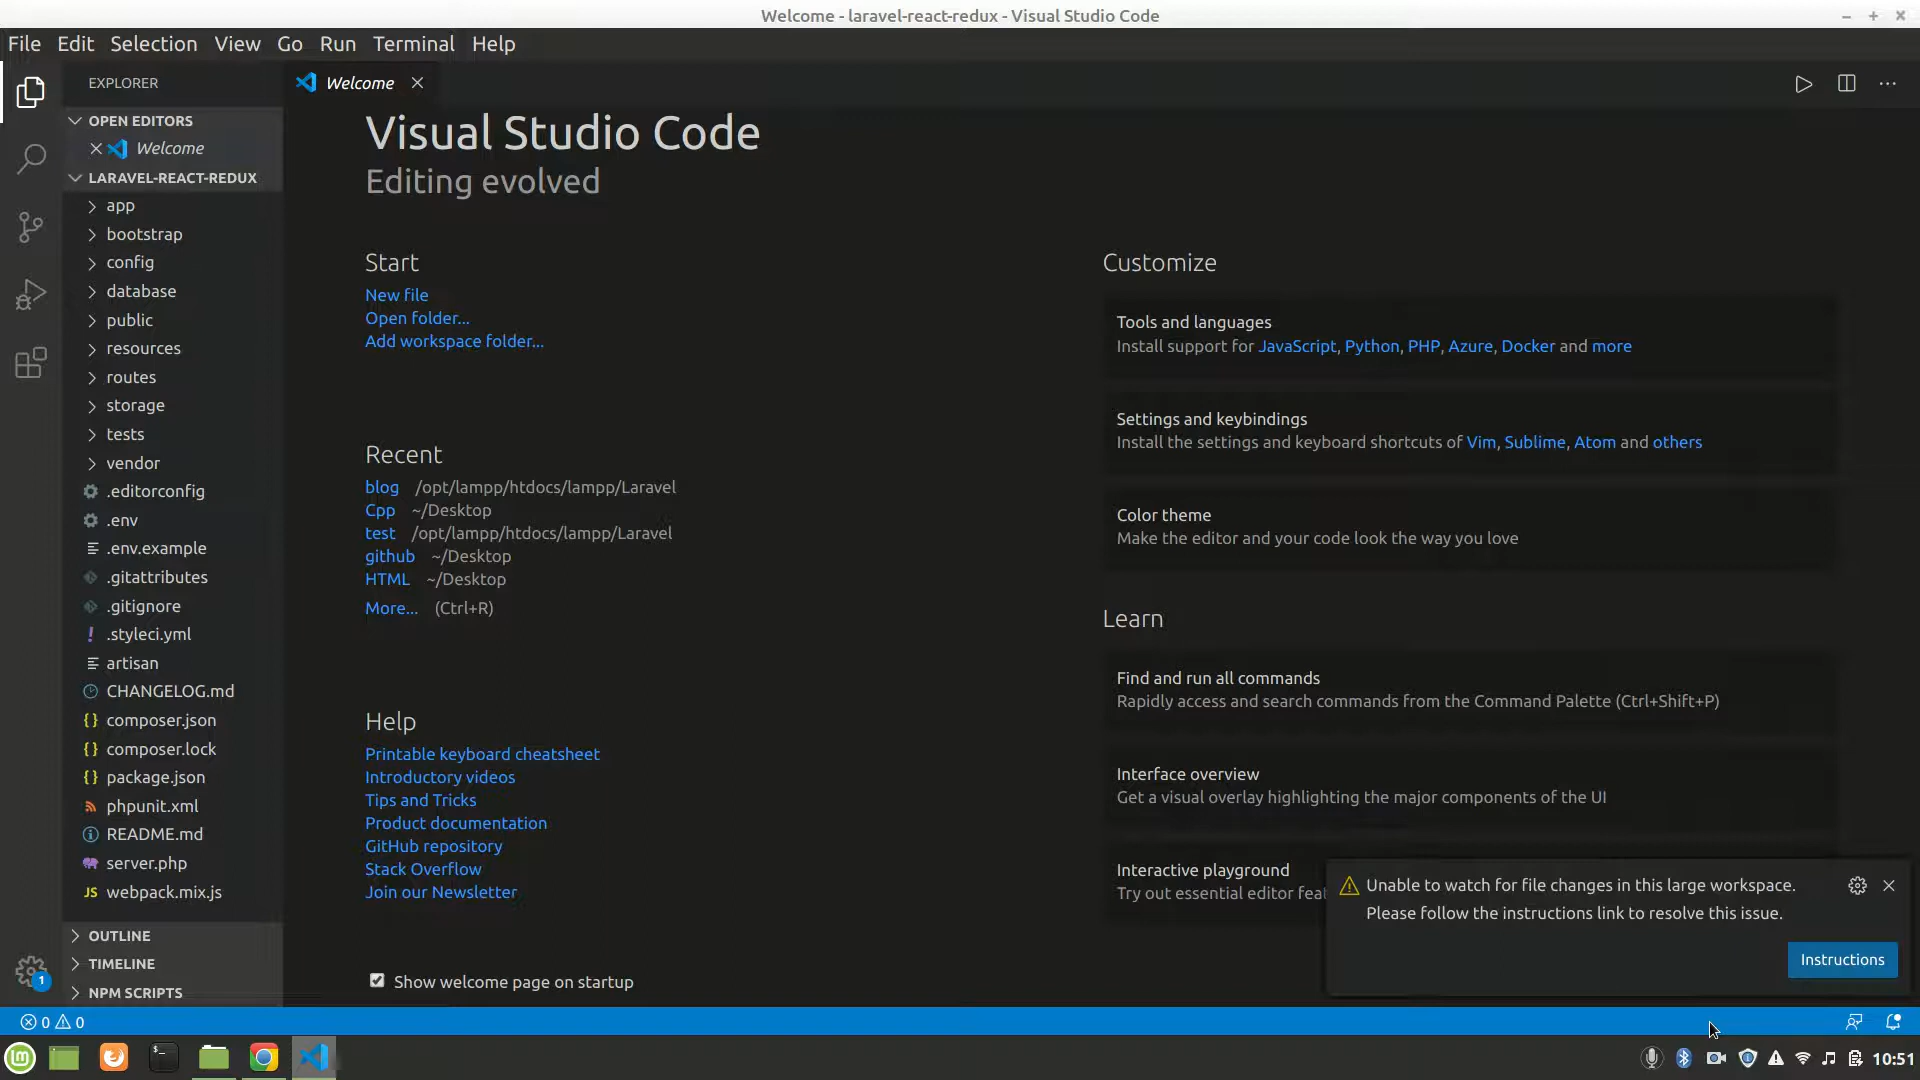 Welcome - laravel-react-redux - Visual Studio Code
File Edit Selection View Go Run Terminal Help
EXPLORER
OPEN EDITORS
Welcome
LARAVEL-REACT-REDUX
app
bootstrap
config
database
public
resources
routes
storage
tests
vendor
.editorconfig
.env
.env.example
.gitattributes
.gitignore
.styleci.yml
artisan
CHANGELOG.md
composer.json
composer.lock
package.json
phpunit.xml
README.md
server.php
JS webpack.mix.js
OUTLINE
TIMELINE
NPM SCRIPTS
1
Welcome
Visual Studio Code
Editing evolved
Start
New file
Open folder...
Add workspace folder...
Recent
blog /opt/lampp/htdocs/lampp/Laravel
Cpp ~/Desktop
test /opt/lampp/htdocs/lampp/Laravel
github ~/Desktop
HTML ~/Desktop
More... (Ctrl+R)
Help
Printable keyboard cheatsheet
Introductory videos
Tips and Tricks
Product documentation
GitHub repository
Stack Overflow
Join our Newsletter
Show welcome page on startup
Customize
Tools and languages
Install support for JavaScript, Python, PHP, Azure, Docker and more
Settings and keybindings
Install the settings and keyboard shortcuts of Vim, Sublime, Atom and others
Color theme
Make the editor and your code look the way you love
Learn
Find and run all commands
Rapidly access and search commands from the Command Palette (Ctrl+Shift+P)
Interface overview
Get a visual overlay highlighting the major components of the UI
Interactive playground
Try out essential editor
Unable to watch for file changes in this large workspace.
Please follow the instructions link to resolve this issue.
Instructions
0 0
10:51